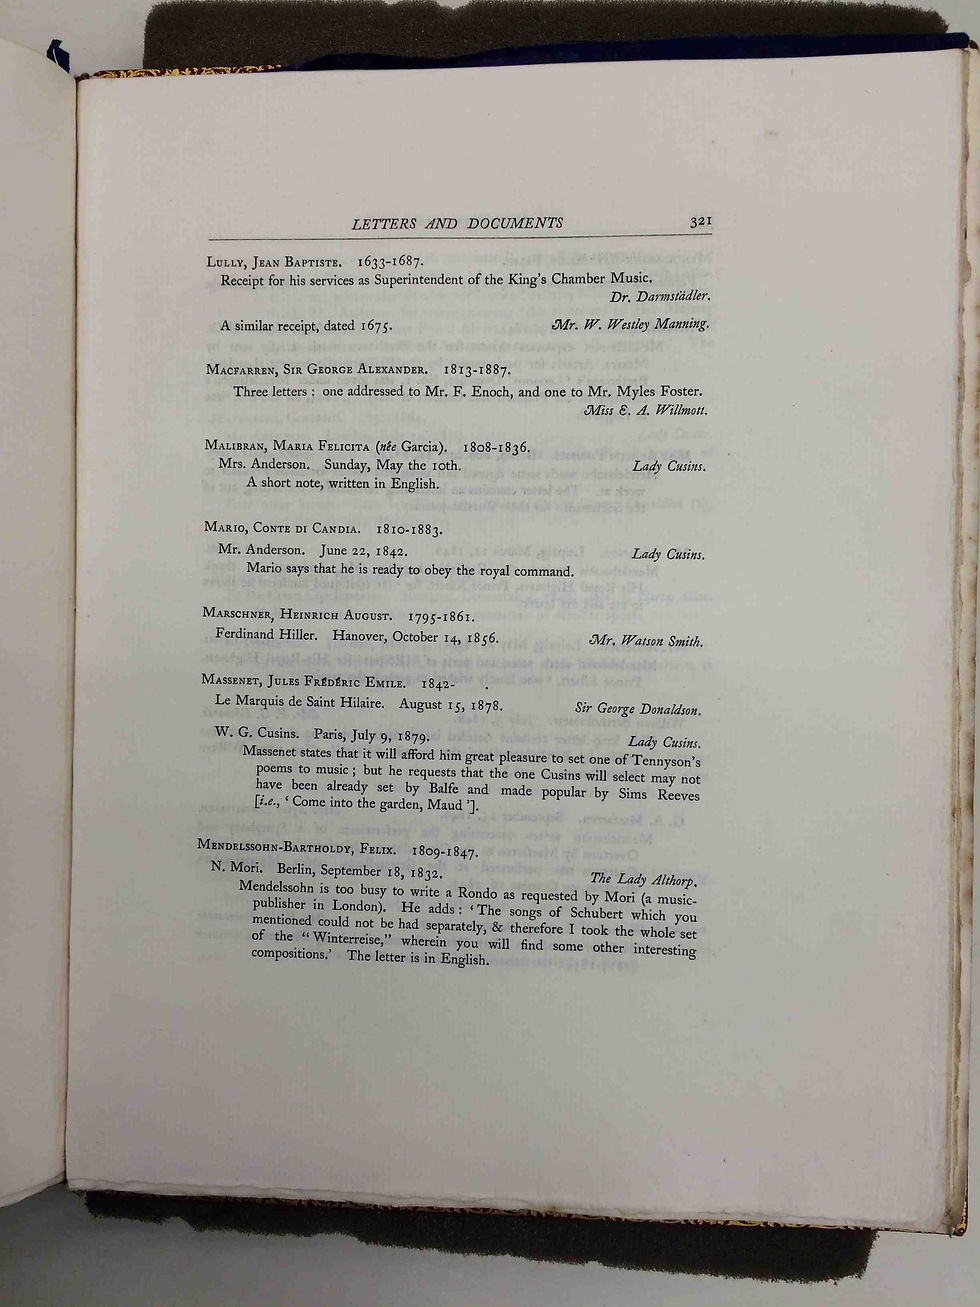 LETTERS AND DOCUMENTS 321
LULLY, JEAN BAPTISTE. 1633-1687.
Receipt for his services as Superintendent of the King's Chamber Music.
Dr. Darmstädler.
A similar receipt, dated 1675. Mr. W. Westley Manning.
MACFARREN, SIR GEORGE ALEXANDER. 1813-1887.
Three letters : one addressed to Mr. F. Enoch, and one to Mr. Myles Foster.
Miss E. A. Willmott.
MALIBRAN, MARIA FELICITA (née Garcia). 1808-1836.
Mrs. Anderson. Sunday, May the 10th. Lady Cusins.
A short note, written in English.
MARIO, CONTE DI CANDIA. 1810-1883.
Mr. Anderson. June 22, 1842. Lady Cusins.
Mario says that he is ready to obey the royal command.
MARSCHNER, HEINRICH AUGUST. 1795-1861.
Ferdinand Hiller. Hanover, October 14, 1856. Mr. Watson Smith.
MASSENET, JULES FRÉDÉRIC EMILE. 1842- .
Le Marquis de Saint Hilaire. August 15, 1878. Sir George Donaldson.
W. G. Cusins. Paris, July 9, 1879. Lady Cusins.
Massenet states that it will afford him great pleasure to set one of Tennyson's
poems to music ; but he requests that the one Cusins will select may not
have been already set by Balfe and made popular by Sims Reeves
[i.e., ' Come into the garden, Maud '].
MENDELSSOHN-BARTHOLDY, FELIX. 1809-1847.
N. Mori. Berlin, September 18, 1832. The Lady Althorp.
Mendelssohn is too busy to write a Rondo as requested by Mori (a music-
publisher in London). He adds : ' The songs of Schubert which you
mentioned could not be had separately, & therefore I took the whole set
of the " Winterreise," wherein you will find some other interesting
compositions.' The letter is in English.